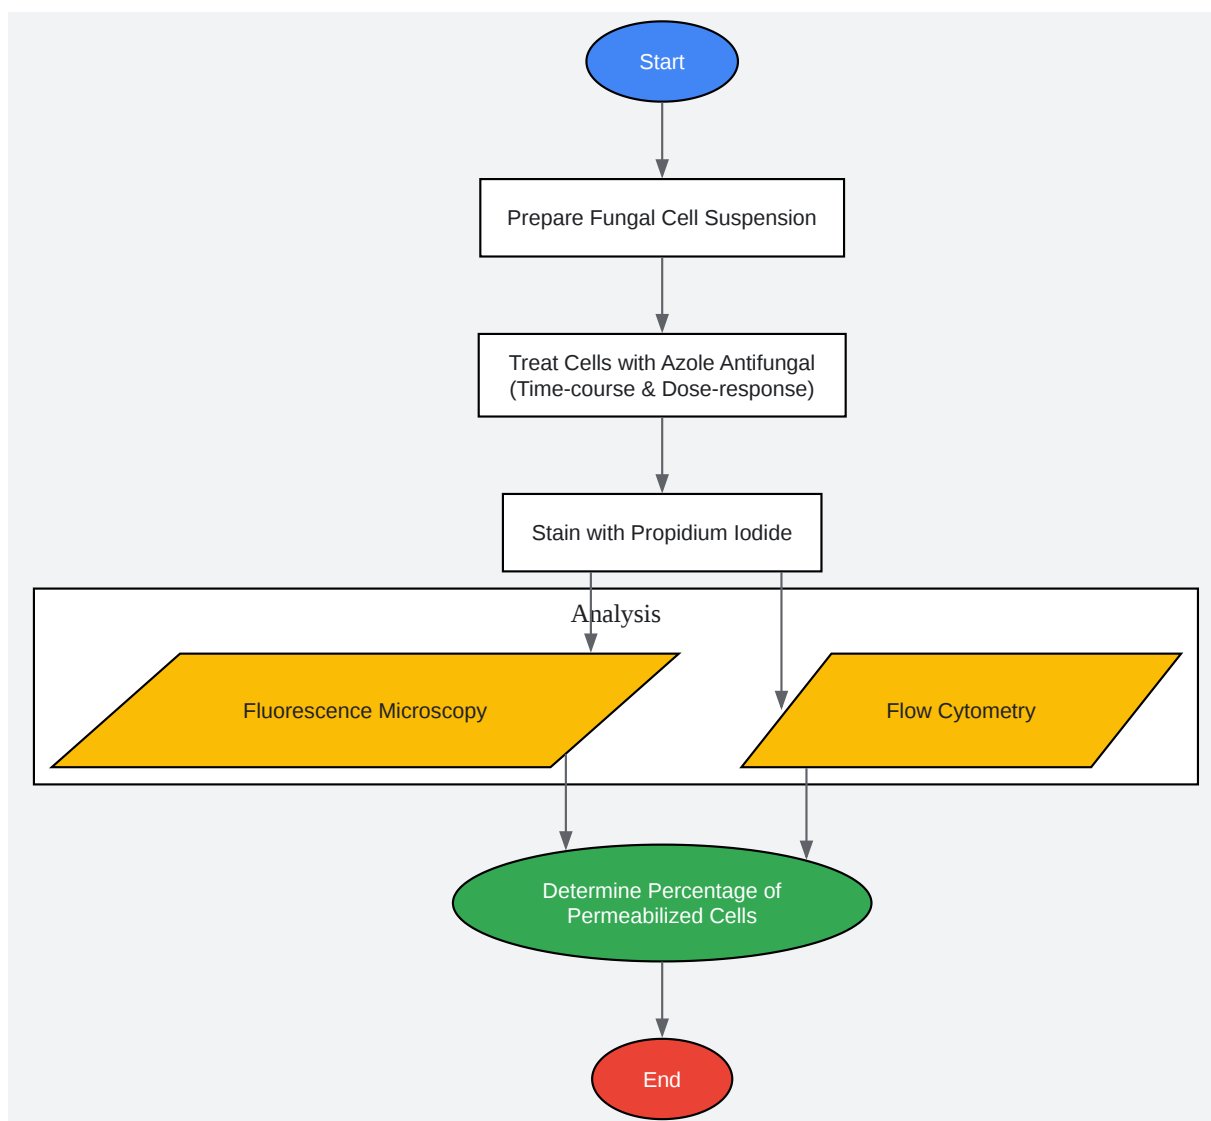 Start
Prepare Fungal Cell Suspension
Treat Cells with Azole Antifungal
(Time-course & Dose-response)
Stain with Propidium Iodide
Analysis
Fluorescence Microscopy
Flow Cytometry
Determine Percentage of
Permeabilized Cells
End